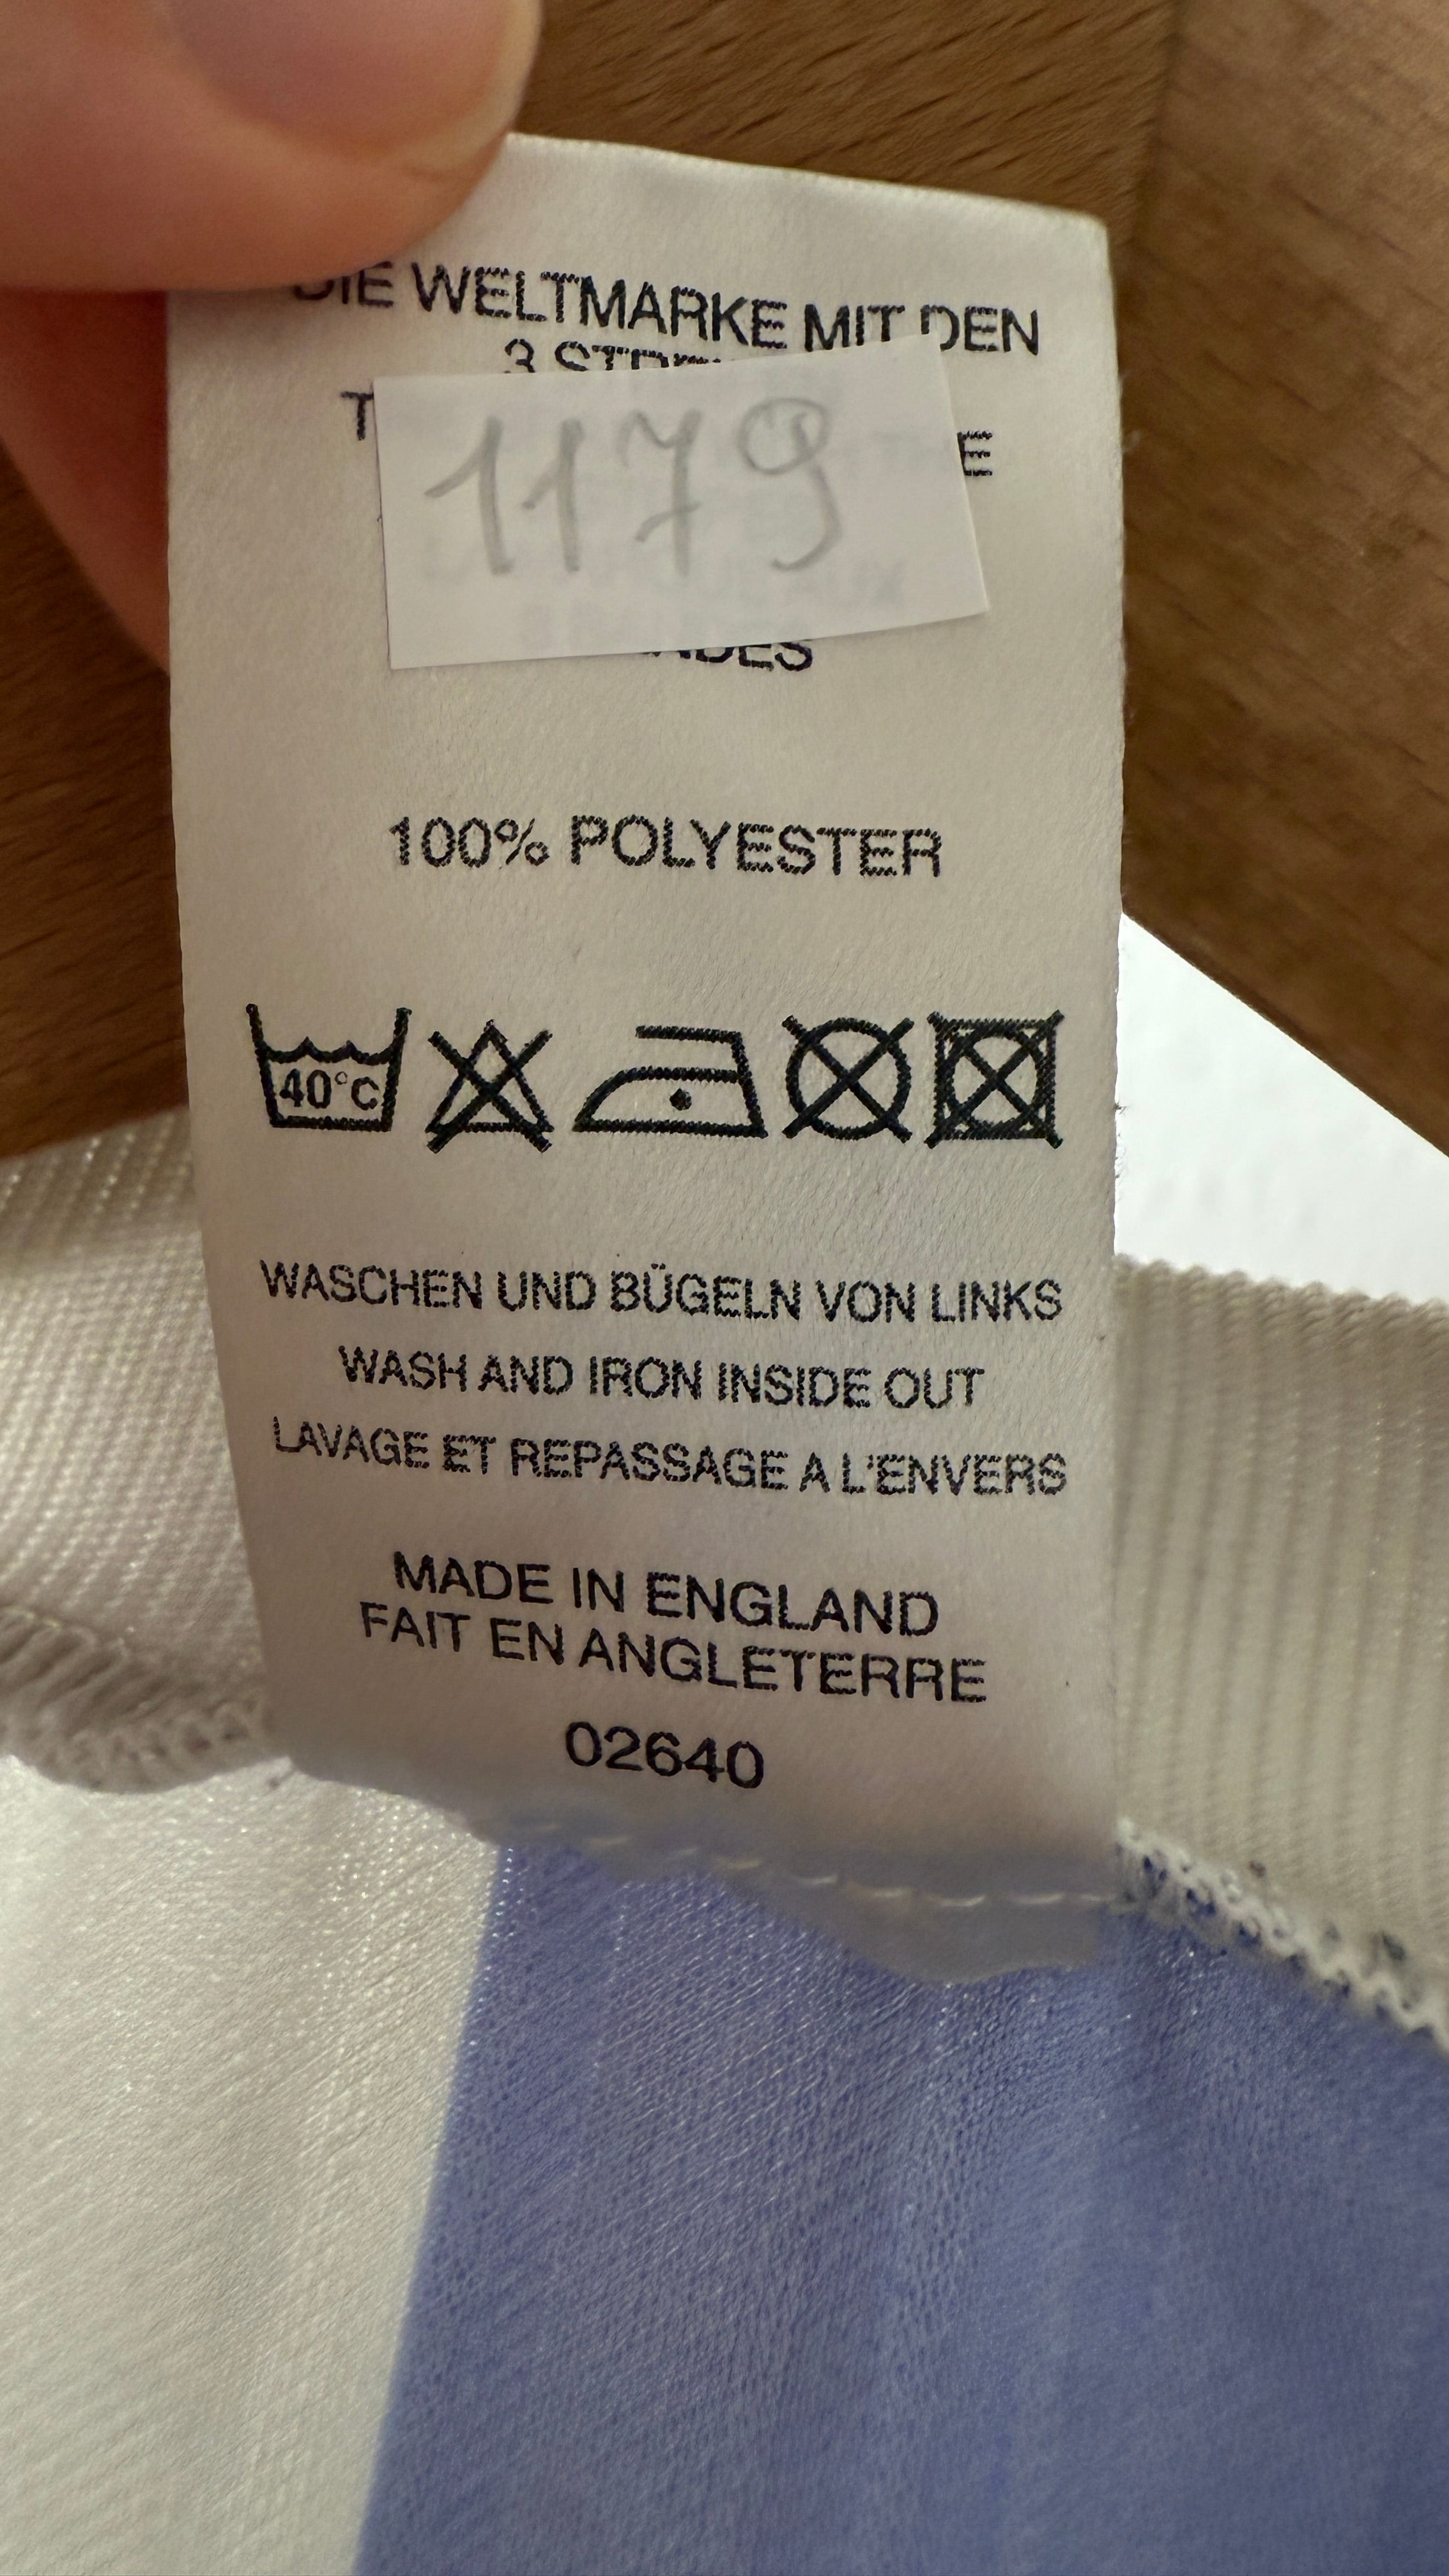 DIE WELTMARKE MIT DEN
3
1179
100% POLYESTER
40°C
WASCHEN UND BÜGELN VON LINKS
WASH AND IRON INSIDE OUT
LAVAGE ET REPASSAGE A L'ENVERS
MADE IN ENGLAND
FAIT EN ANGLETERRE
02640